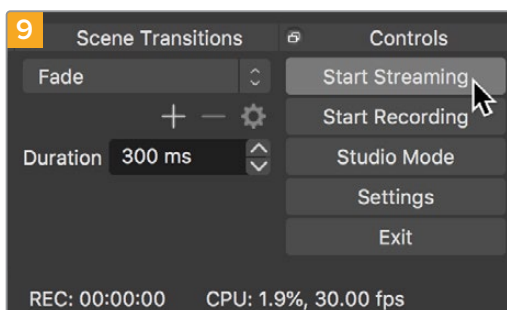 9
Scene Transitions
Controls
Fade
Start Streaming
Start Recording
Duration 300 ms
Studio Mode
Settings
Exit
REC: 00:00:00 CPU: 1.9%, 30.00 fps